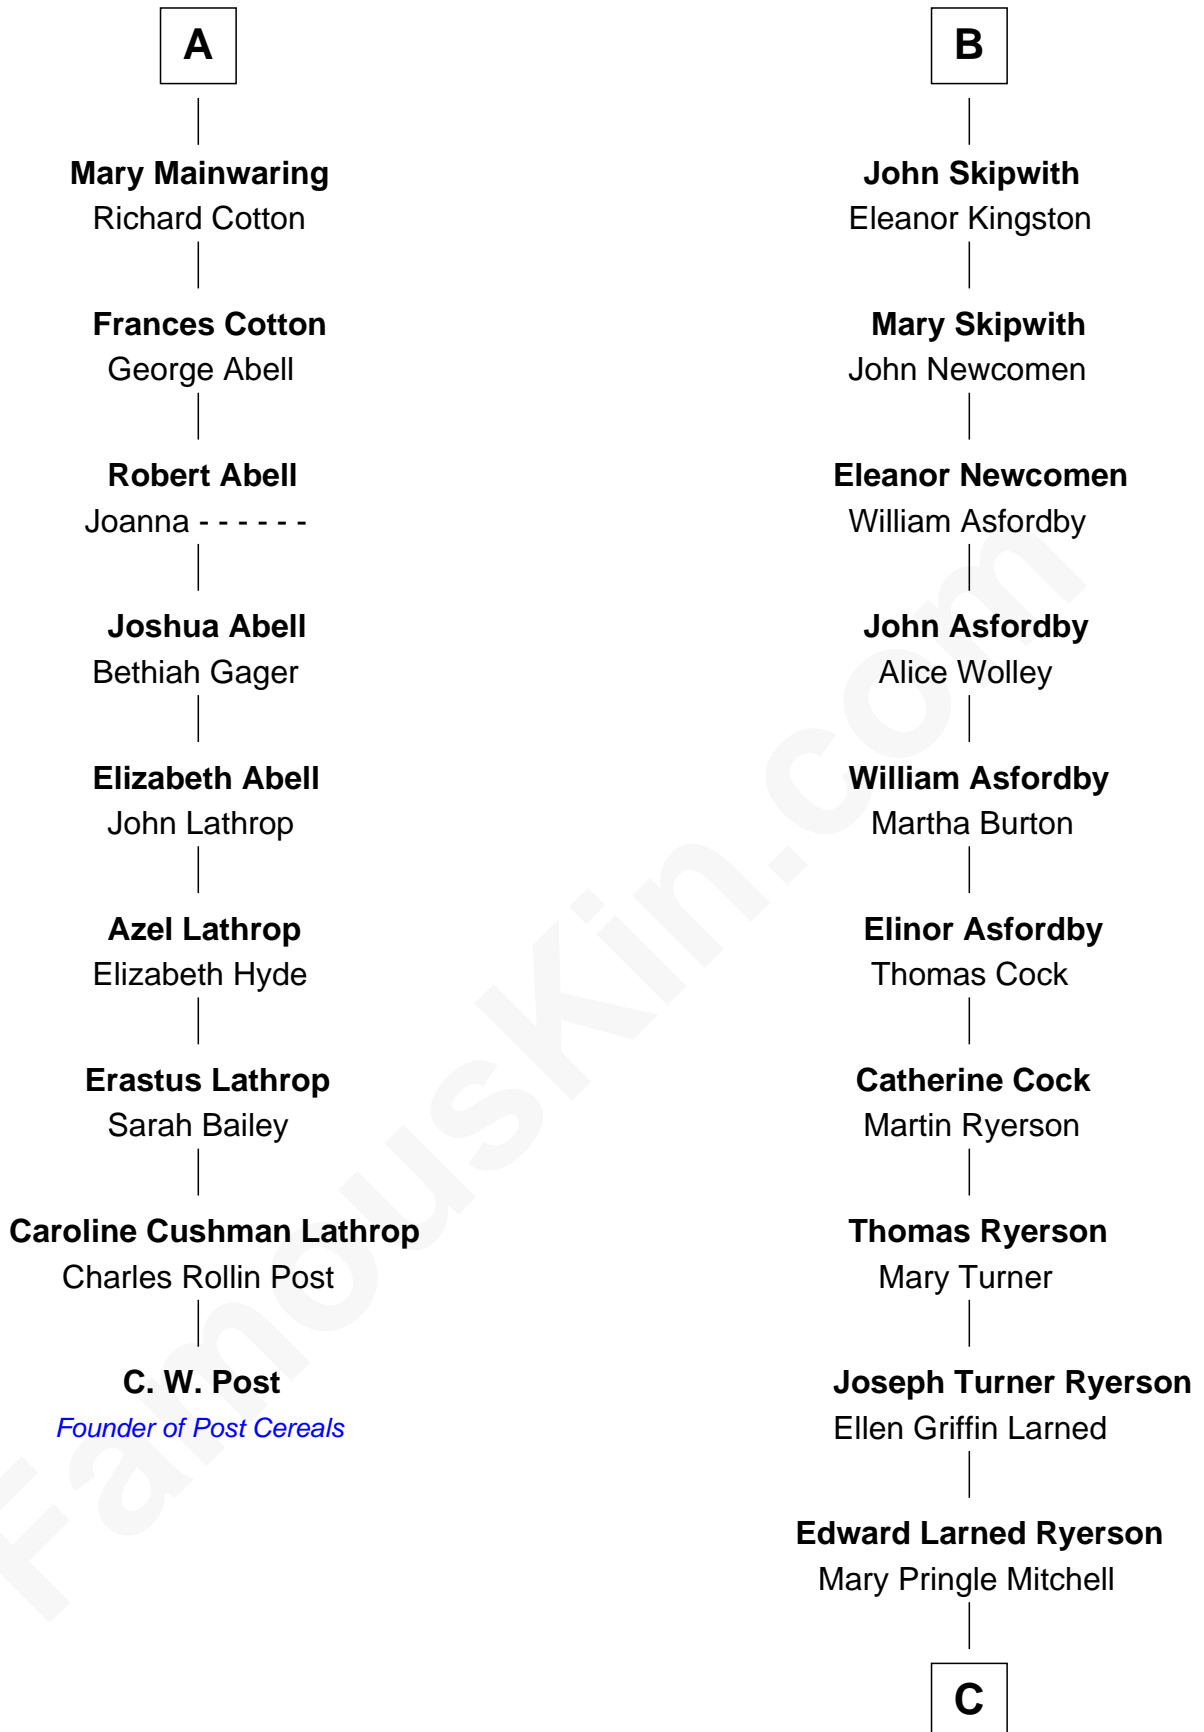 A
Mary Mainwaring
Richard Cotton
Frances Cotton
George Abell
Robert Abell
Joanna - - - - - -
Joshua Abell
Bethiah Gager
Elizabeth Abell
John Lathrop
Azel Lathrop
Elizabeth Hyde
Erastus Lathrop
Sarah Bailey
Caroline Cushman Lathrop
Charles Rollin Post
C. W. Post
Founder of Post Cereals
B
John Skipwith
Eleanor Kingston
Mary Skipwith
John Newcomen
Eleanor Newcomen
William Asfordby
John Asfordby
Alice Wolley
William Asfordby
Martha Burton
Elinor Asfordby
Thomas Cock
Catherine Cock
Martin Ryerson
Thomas Ryerson
Mary Turner
Joseph Turner Ryerson
Ellen Griffin Larned
Edward Larned Ryerson
Mary Pringle Mitchell
C
FamousKin.com